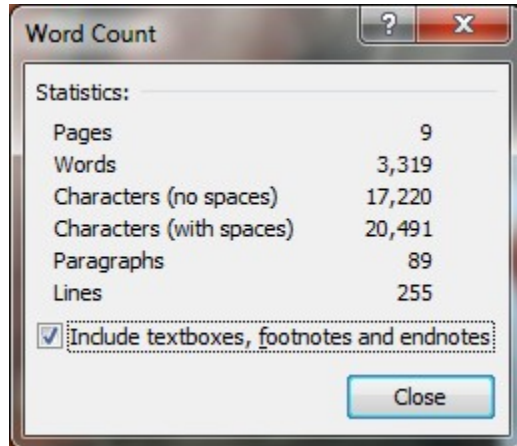 Word Count
Statistics:
Pages 9
Words 3,319
Characters (no spaces) 17,220
Characters (with spaces) 20,491
Paragraphs 89
Lines 255
Include textboxes, footnotes and endnotes
Close